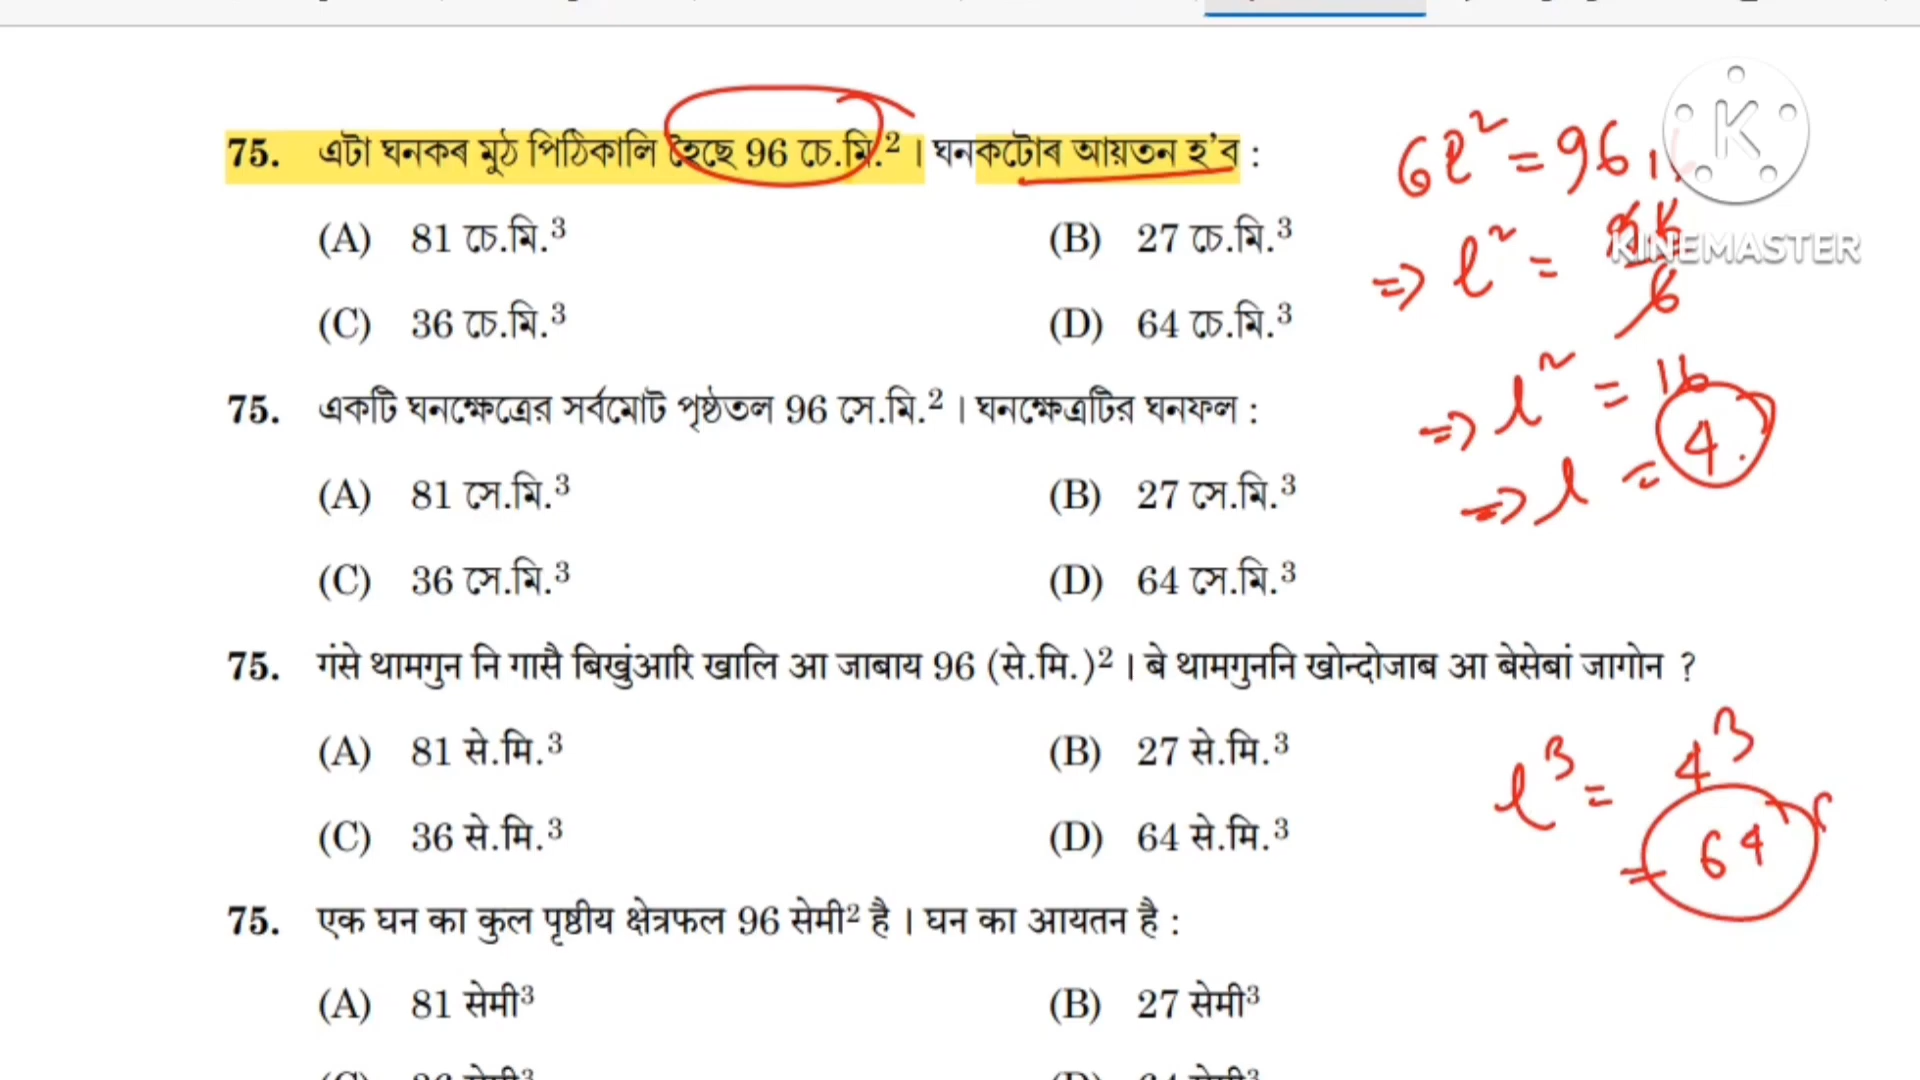 75. এটা ঘনকৰ মুঠ পিঠিকালি হৈছে 96 চে.মি.² । ঘনকটোৰ আয়তন হ'ব :
(A) 81 চে.মি.³ (B) 27 চে.মি.³
(C) 36 চে.মি.³ (D) 64 চে.মি.³
75. একটি ঘনক্ষেত্রের সর্বমোট পৃষ্ঠতল 96 সে.মি.² । ঘনক্ষেত্রটির ঘনফল :
(A) 81 সে.মি.³ (B) 27 সে.মি.³
(C) 36 সে.মি.³ (D) 64 সে.মি.³
75. गंसे थामगुन नि गासै बिखुंआरि खालि आ जाबाय 96 (से.मि.)² । बे थामगुननि खोन्दोजाब आ बेसेबां जागोन ?
(A) 81 से.मि.³ (B) 27 से.मि.³
(C) 36 से.मि.³ (D) 64 से.मि.³
75. एक घन का कुल पृष्ठीय क्षेत्रफल 96 सेमी² है । घन का आयतन है :
(A) 81 सेमी³ (B) 27 सेमी³
6l² = 96
=> l² = 96/6
=> l² = 16
=> l = 4
l³ = 4³
= 64
K
KINEMASTER